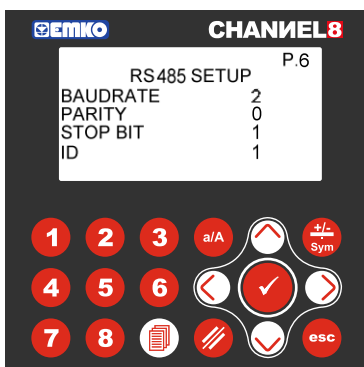 EMKO CHANNEL8
P.6
RS485 SETUP
BAUDRATE 2
PARITY 0
STOP BIT 1
ID 1
1 2 3 a/A +/- Sym
4 5 6
7 8 esc